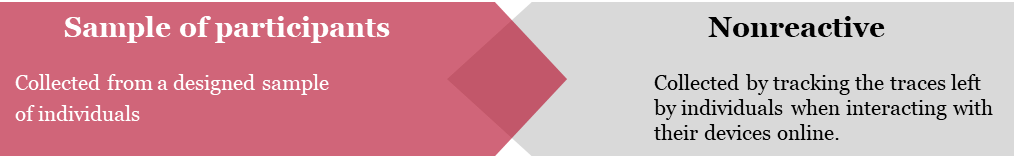 Sample of participants
Collected from a designed sample
of individuals
Nonreactive
Collected by tracking the traces left
by individuals when interacting with
their devices online.